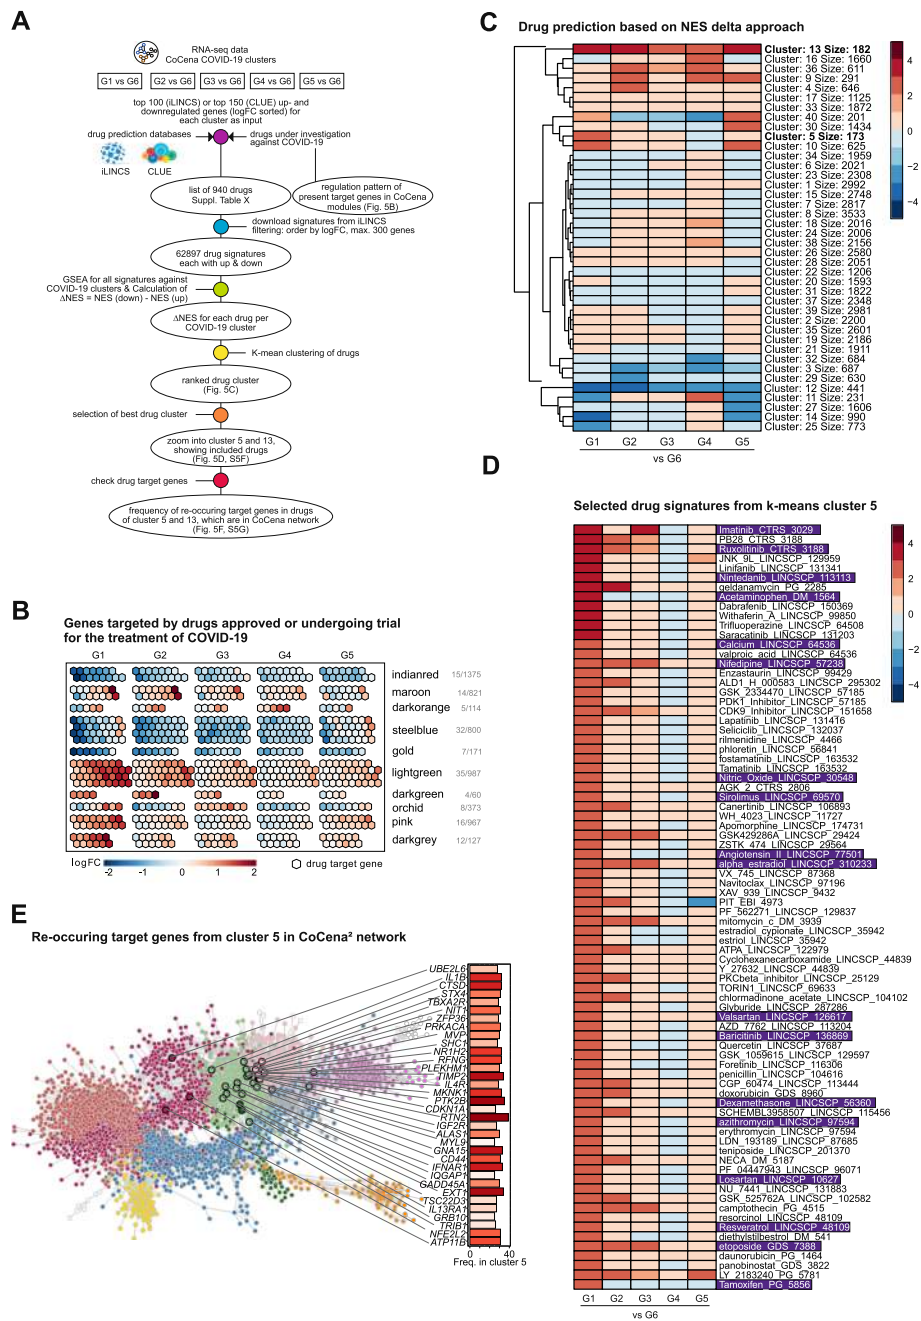 A
RNA-seq data
CoCena COVID-19 clusters
G1 vs G6
G2 vs G6
G3 vs G6
G4 vs G6
G5 vs G6
top 100 (iLINCS) or top 150 (CLUE) up- and
downregulated genes (logFC sorted) for
each cluster as input
drug prediction databases
drugs under investigation
against COVID-19
iLINCS
CLUE
list of 940 drugs
Suppl. Table X
regulation pattern of
present target genes in CoCena
modules (Fig. 5B)
download signatures from iLINCS
filtering: order by logFC, max. 300 genes
62897 drug signatures
each with up & down
GSEA for all signatures against
COVID-19 clusters & Calculation of
ΔNES = NES (down) - NES (up)
ΔNES for each drug per
COVID-19 cluster
K-mean clustering of drugs
ranked drug cluster
(Fig. 5C)
selection of best drug cluster
zoom into cluster 5 and 13,
showing included drugs
(Fig. 5D, S5F)
check drug target genes
frequency of re-occuring target genes in drugs
of cluster 5 and 13, which are in CoCena network
(Fig. 5F, S5G)
B
Genes targeted by drugs approved or undergoing trial
for the treatment of COVID-19
G1
G2
G3
G4
G5
indianred 15/1375
maroon 14/821
darkorange 5/114
steelblue 32/800
gold 7/171
lightgreen 35/987
darkgreen 4/60
orchid 8/373
pink 16/967
darkgrey 12/127
logFC
-2
-1
0
1
2
drug target gene
C
Drug prediction based on NES delta approach
Cluster: 13 Size: 182
Cluster: 16 Size: 1660
Cluster: 36 Size: 611
Cluster: 9 Size: 291
Cluster: 4 Size: 646
Cluster: 17 Size: 1125
Cluster: 33 Size: 1872
Cluster: 40 Size: 201
Cluster: 30 Size: 1434
Cluster: 5 Size: 173
Cluster: 10 Size: 625
Cluster: 34 Size: 1959
Cluster: 6 Size: 2021
Cluster: 23 Size: 2308
Cluster: 1 Size: 2992
Cluster: 15 Size: 2748
Cluster: 7 Size: 2817
Cluster: 8 Size: 3533
Cluster: 18 Size: 2016
Cluster: 24 Size: 2006
Cluster: 38 Size: 2156
Cluster: 26 Size: 2580
Cluster: 28 Size: 2051
Cluster: 22 Size: 1206
Cluster: 20 Size: 1593
Cluster: 31 Size: 1822
Cluster: 37 Size: 2348
Cluster: 39 Size: 2981
Cluster: 2 Size: 2200
Cluster: 35 Size: 2601
Cluster: 19 Size: 2186
Cluster: 21 Size: 1911
Cluster: 32 Size: 684
Cluster: 3 Size: 687
Cluster: 29 Size: 630
Cluster: 12 Size: 441
Cluster: 11 Size: 231
Cluster: 27 Size: 1606
Cluster: 14 Size: 990
Cluster: 25 Size: 773
G1
G2
G3
G4
G5
vs G6
4
2
0
−2
−4
D
Selected drug signatures from k-means cluster 5
Imatinib_CTRS_3029
PB28_CTRS_3188
Ruxolitinib_CTRS_3188
JNK_9L_LINCSCP_129959
Linifanib_LINCSCP_131341
Nintedanib_LINCSCP_113113
geldanamycin_PG_2285
Acetaminophen_DM_1564
Dabrafenib_LINCSCP_150369
Withaferin_A_LINCSCP_99850
Trifluoperazine_LINCSCP_64508
Saracatinib_LINCSCP_131203
Calcium_LINCSCP_64536
valproic_acid_LINCSCP_64536
Nifedipine_LINCSCP_57238
Enzastaurin_LINCSCP_99429
ALD1_H_000583_LINCSCP_295302
GSK_2334470_LINCSCP_57185
PDK1_Inhibitor_LINCSCP_57185
CDK9_Inhibitor_LINCSCP_151658
Lapatinib_LINCSCP_131416
Seliciclib_LINCSCP_132037
rilmenidine_LINCSCP_4466
phloretin_LINCSCP_56841
fostamatinib_LINCSCP_163532
Tamatinib_LINCSCP_163532
Nitric_Oxide_LINCSCP_30548
AGK_2_CTRS_2806
Sirolimus_LINCSCP_69570
Canertinib_LINCSCP_106893
WH_4023_LINCSCP_11727
Apomorphine_LINCSCP_174731
GSK429286A_LINCSCP_29424
ZSTK_474_LINCSCP_29564
Angiotensin_II_LINCSCP_77501
alpha_estradiol_LINCSCP_310233
VX_745_LINCSCP_87368
Navitoclax_LINCSCP_97196
XAV_939_LINCSCP_9432
PIT_EBI_4973
PF_562271_LINCSCP_129837
mitomycin_c_DM_3939
estradiol_cypionate_LINCSCP_35942
estriol_LINCSCP_35942
ATPA_LINCSCP_122979
Cyclohexanecarboxamide_LINCSCP_44839
Y_27632_LINCSCP_44839
PKCbeta_inhibitor_LINCSCP_25129
TORIN1_LINCSCP_69633
chlormadinone_acetate_LINCSCP_104102
Glyburide_LINCSCP_287286
Valsartan_LINCSCP_126617
AZD_7762_LINCSCP_113204
Baricitinib_LINCSCP_136869
Quercetin_LINCSCP_37687
GSK_1059615_LINCSCP_129597
Foretinib_LINCSCP_116306
penicillin_LINCSCP_104616
CGP_60474_LINCSCP_113444
doxorubicin_GDS_8960
Dexamethasone_LINCSCP_56360
SCHEMBL3958507_LINCSCP_115456
azithromycin_LINCSCP_97594
erythromycin_LINCSCP_97594
LDN_193189_LINCSCP_87685
teniposide_LINCSCP_201370
NECA_DM_5187
PF_04447943_LINCSCP_96071
Losartan_LINCSCP_10627
NU_7441_LINCSCP_131883
GSK_525762A_LINCSCP_102582
camptothecin_PG_4515
resorcinol_LINCSCP_48109
Resveratrol_LINCSCP_48109
diethylstilbestrol_DM_541
etoposide_GDS_7388
daunorubicin_PG_1464
panobinostat_GDS_3822
LY_2183240_PG_5781
Tamoxifen_PG_5856
G1
G2
G3
G4
G5
vs G6
4
2
0
−2
−4
E
Re-occuring target genes from cluster 5 in CoCena² network
UBE2L6
IL1B
CTSD
STX4
TBXA2R
NIT1
ZFP36
PRKACA
MVP
SHC1
NR1H2
RFNG
PLEKHM1
TIMP2
IL4R
MKNK1
PTK2B
CDKN1A
RTN2
IGF2R
ALAS1
MYL9
GNA15
CD44
IFNAR1
IQGAP1
GADD45A
EXT1
TSC22D3
IL13RA1
GRB10
TRIB1
NFE2L2
ATP11B
0
40
Freq. in cluster 5